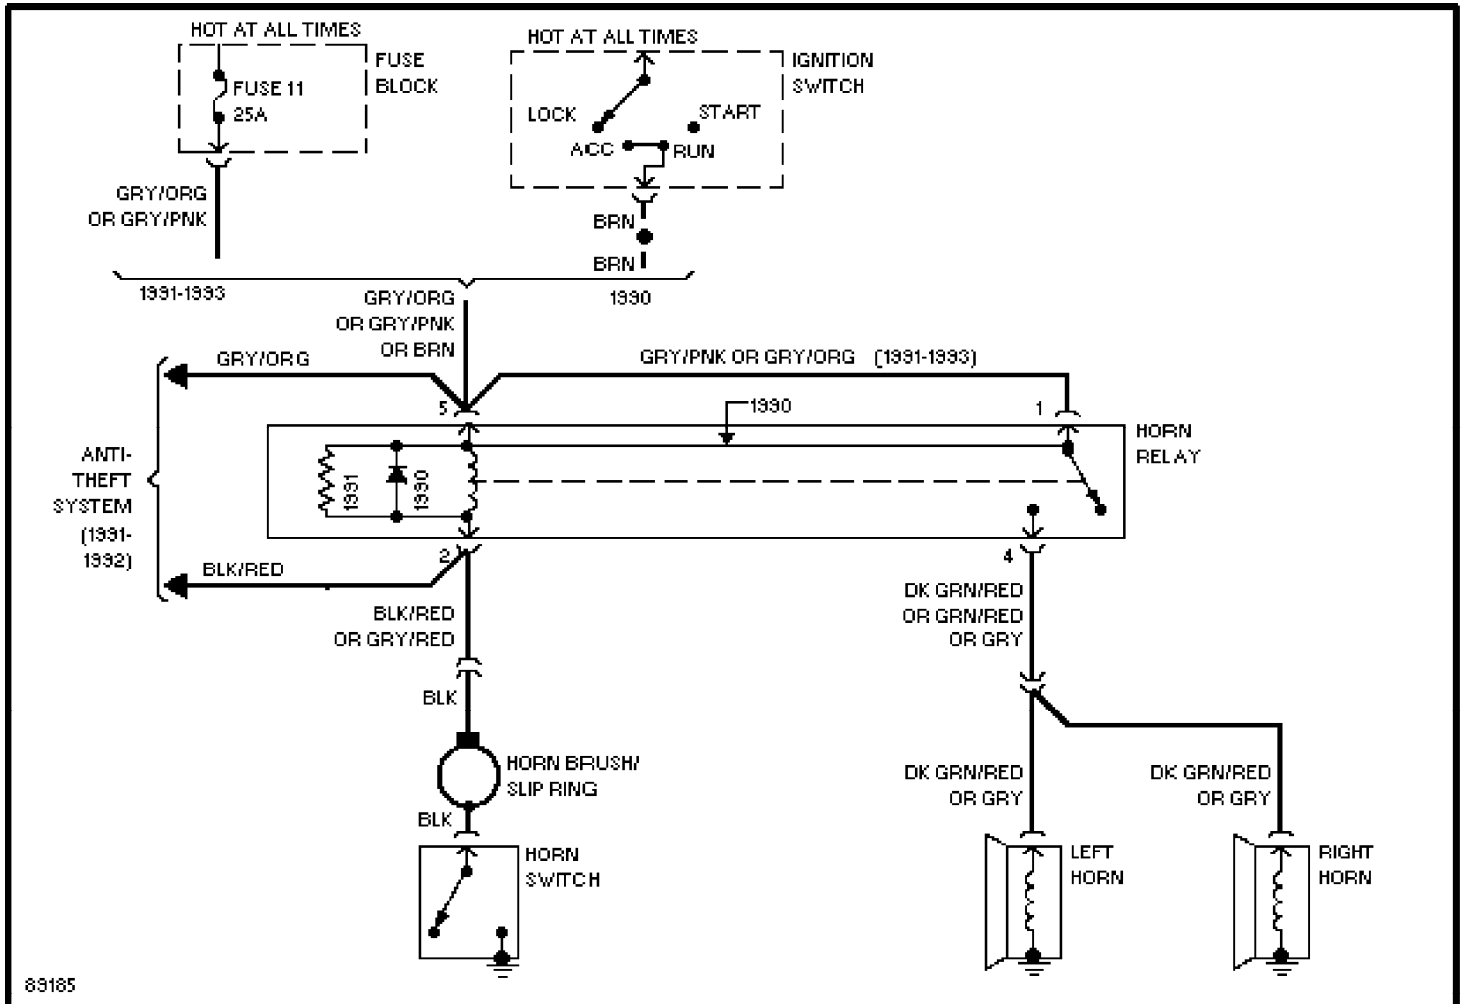 HOT AT ALL TIMES
FUSE
BLOCK
FUSE 11
25A
HOT AT ALL TIMES
IGNITION
SWITCH
LOCK
START
ACC
RUN
GRY/ORG
OR GRY/PNK
BRN
BRN
1991-1993
1990
GRY/ORG
OR GRY/PNK
OR BRN
GRY/ORG
GRY/PNK OR GRY/ORG (1991-1993)
5
1990
1
HORN
RELAY
ANTI-
THEFT
SYSTEM
(1991-
1992)
1991
1990
2
4
BLK/RED
BLK/RED
OR GRY/RED
DK GRN/RED
OR GRN/RED
OR GRY
BLK
HORN BRUSH/
SLIP RING
BLK
DK GRN/RED
OR GRY
DK GRN/RED
OR GRY
HORN
SWITCH
LEFT
HORN
RIGHT
HORN
89185